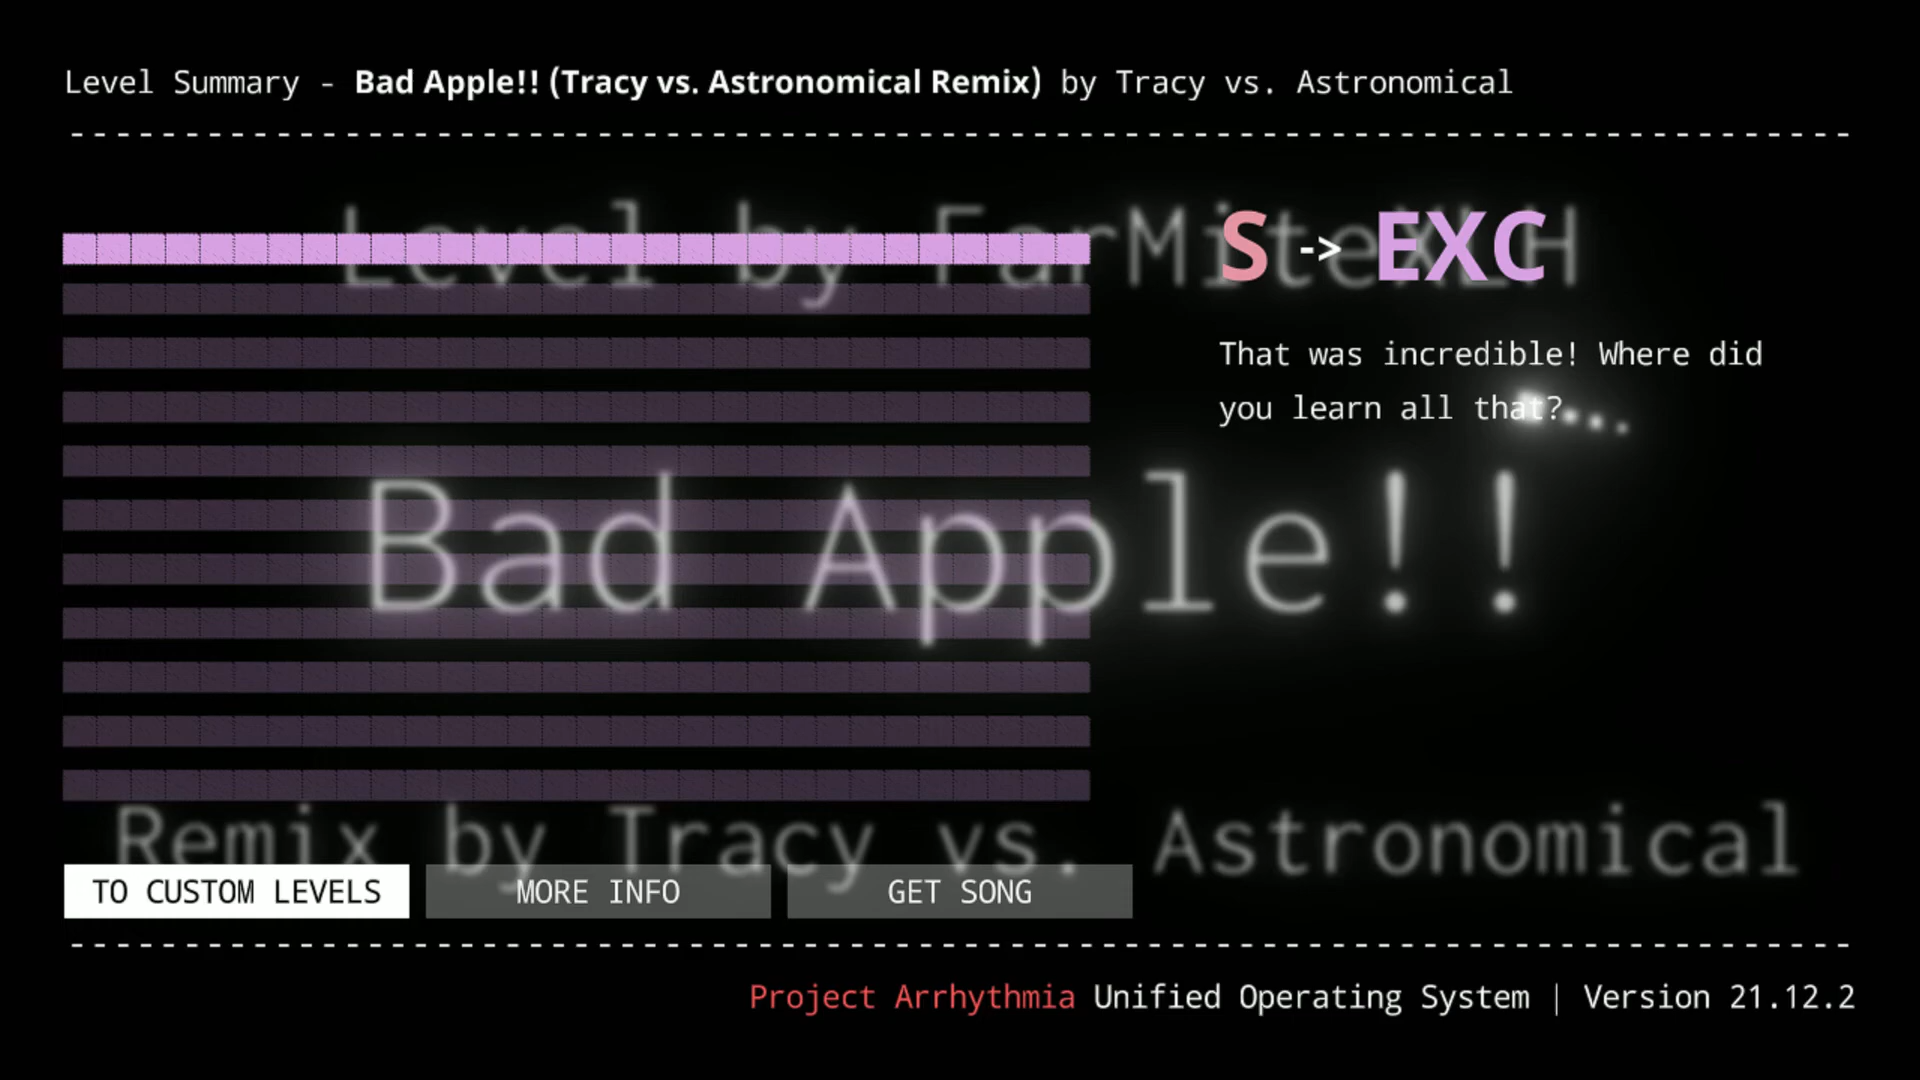 Level Summary - Bad Apple!! (Tracy vs. Astronomical Remix) by Tracy vs. Astronomical
Level by
S -> EXC
That was incredible! Where did
you learn all that?
Bad Apple!!
Remix by Tracy vs. Astronomical
TO CUSTOM LEVELS
MORE INFO
GET SONG
Project Arrhythmia Unified Operating System | Version 21.12.2